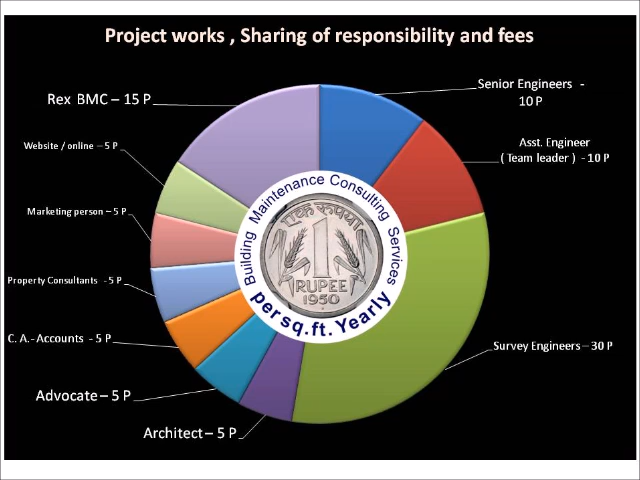 Project works , Sharing of responsibility and fees
Senior Engineers -
10 P
Rex BMC – 15 P
Asst. Engineer
( Team leader ) - 10 P
Website / online – 5 P
Marketing person – 5 P
Property Consultants - 5 P
C. A.- Accounts - 5 P
Survey Engineers – 30 P
Advocate – 5 P
Architect – 5 P
Building Maintenance Consulting Services
per sq.ft. Yearly
एक रुपया
1
RUPEE
1950